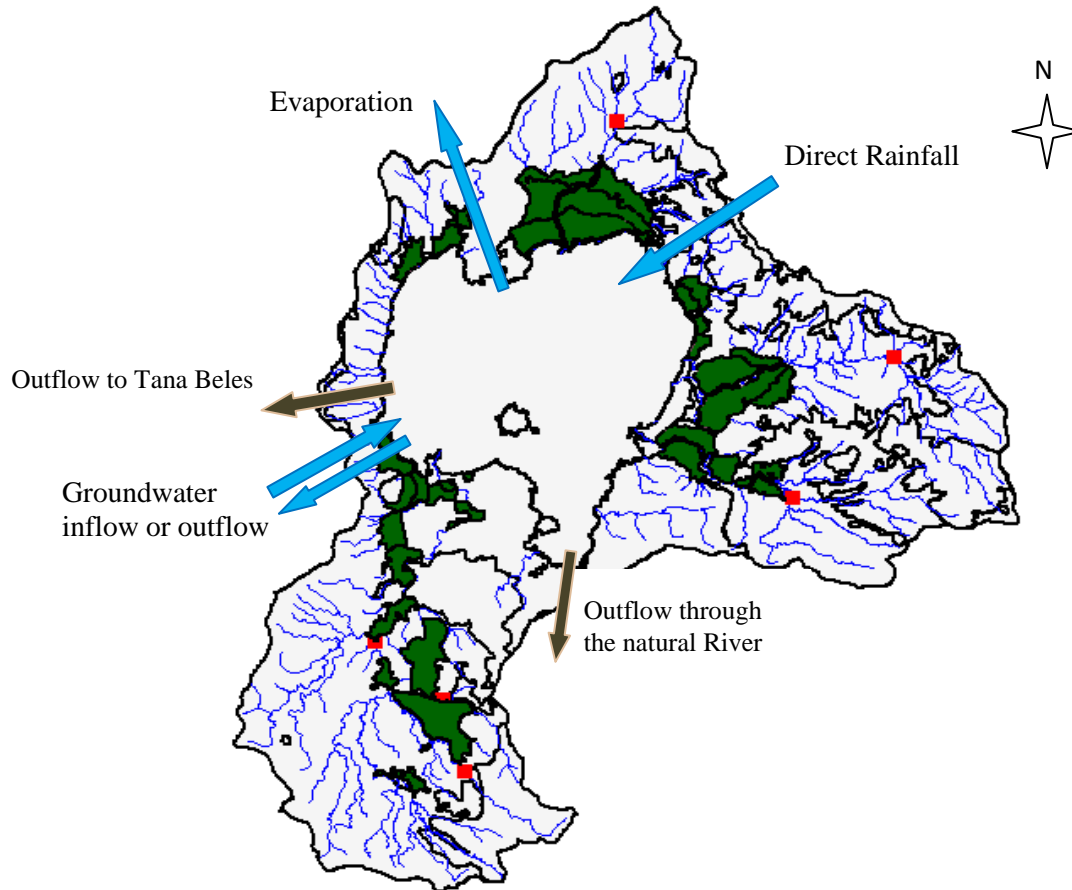 N
Evaporation
Direct Rainfall
Outflow to Tana Beles
Groundwater
inflow or outflow
Outflow through
the natural River